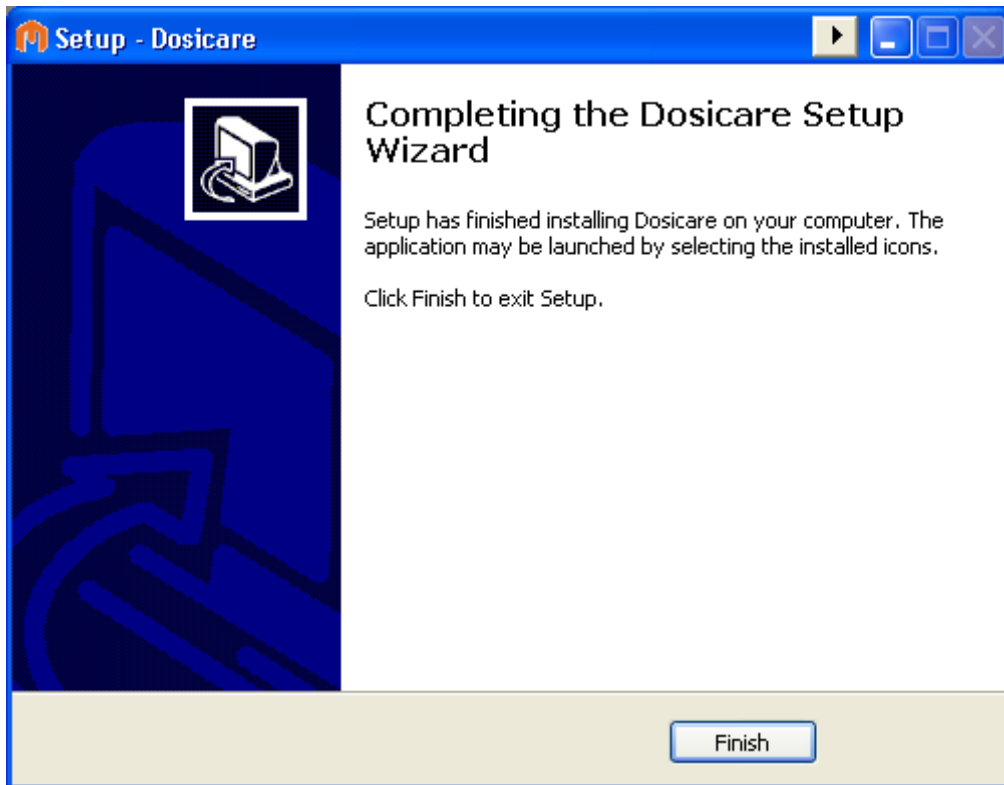 Setup - Dosicare
Completing the Dosicare Setup
Wizard
Setup has finished installing Dosicare on your computer. The
application may be launched by selecting the installed icons.
Click Finish to exit Setup.
Finish